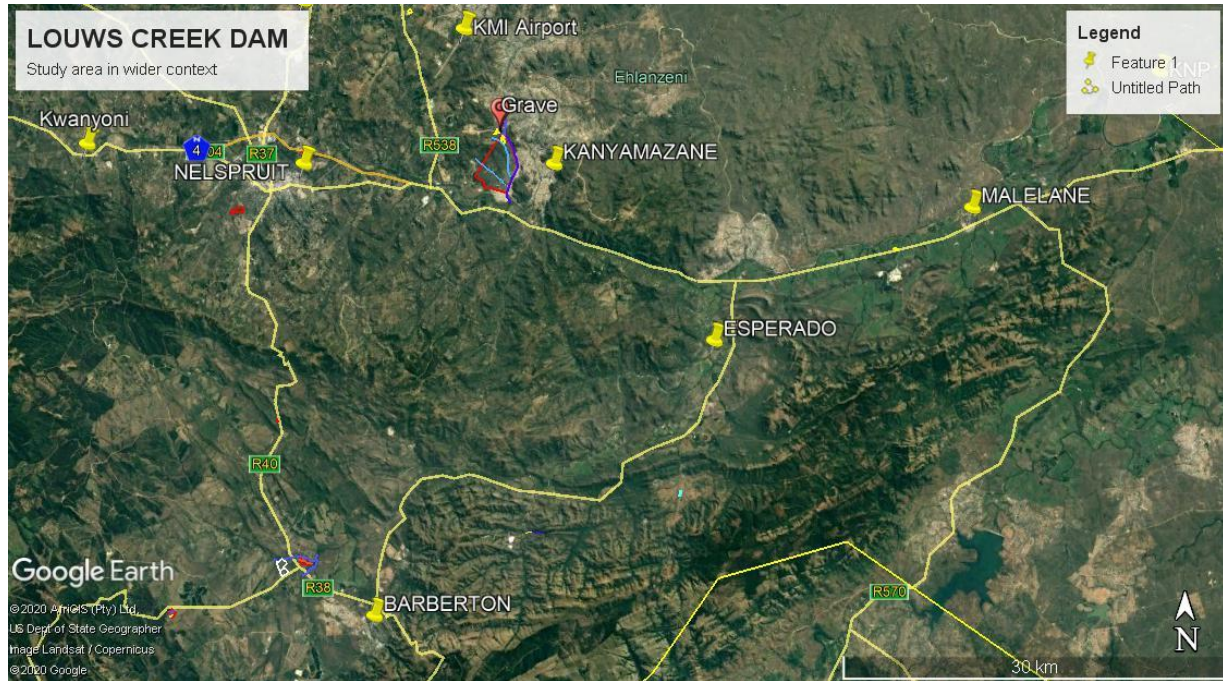 LOUWS CREEK DAM
Study area in wider context
Legend
Feature 1
Untitled Path
KMI Airport
Ehlanzeni
KNP
Grave
Kwanyoni
N
4
04
R37
R538
NELSPRUIT
KANYAMAZANE
MALELANE
ESPERADO
R40
R38
BARBERTON
R570
Google Earth
© 2020 AfriGIS (Pty) Ltd.
US Dept of State Geographer
Image Landsat / Copernicus
© 2020 Google
N
30 km